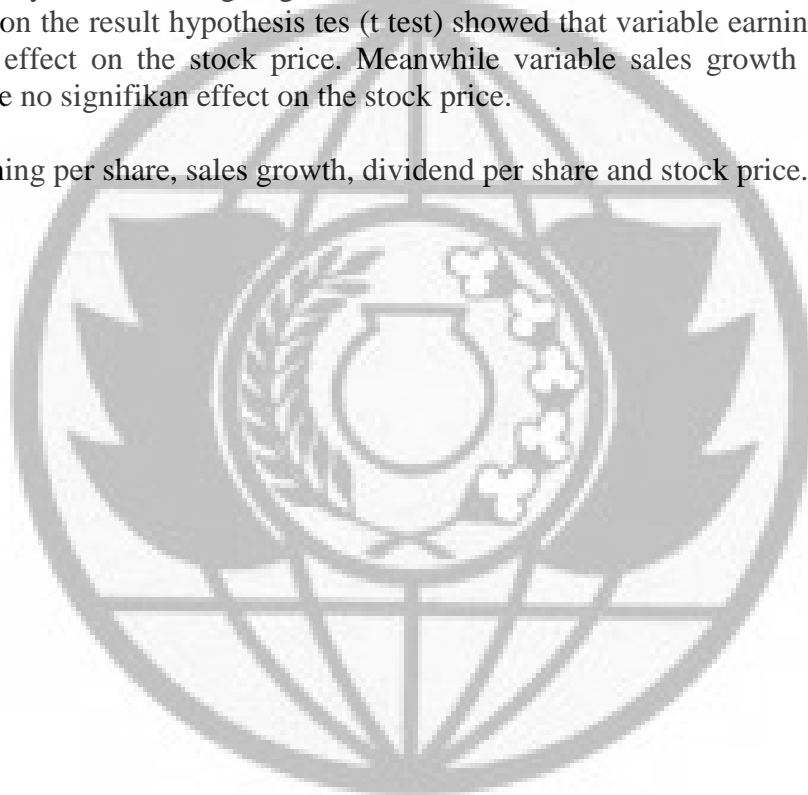 on the result hypothesis tes (t test) showed that variable earnin
effect on the stock price. Meanwhile variable sales growth
e no signifikan effect on the stock price.
ning per share, sales growth, dividend per share and stock price.